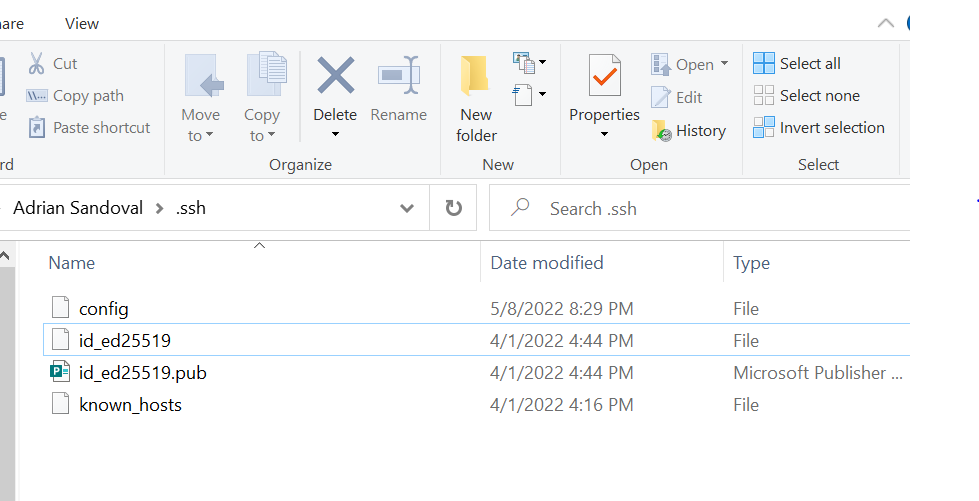 are View
Cut
Copy path
Paste shortcut
Move to
Copy to
Delete
Rename
New folder
Properties
Open
Edit
History
Select all
Select none
Invert selection
Organize New Open Select
Adrian Sandoval .ssh
Search .ssh
Name Date modified Type
config 5/8/2022 8:29 PM File
id_ed25519 4/1/2022 4:44 PM File
id_ed25519.pub 4/1/2022 4:44 PM Microsoft Publisher ...
known_hosts 4/1/2022 4:16 PM File